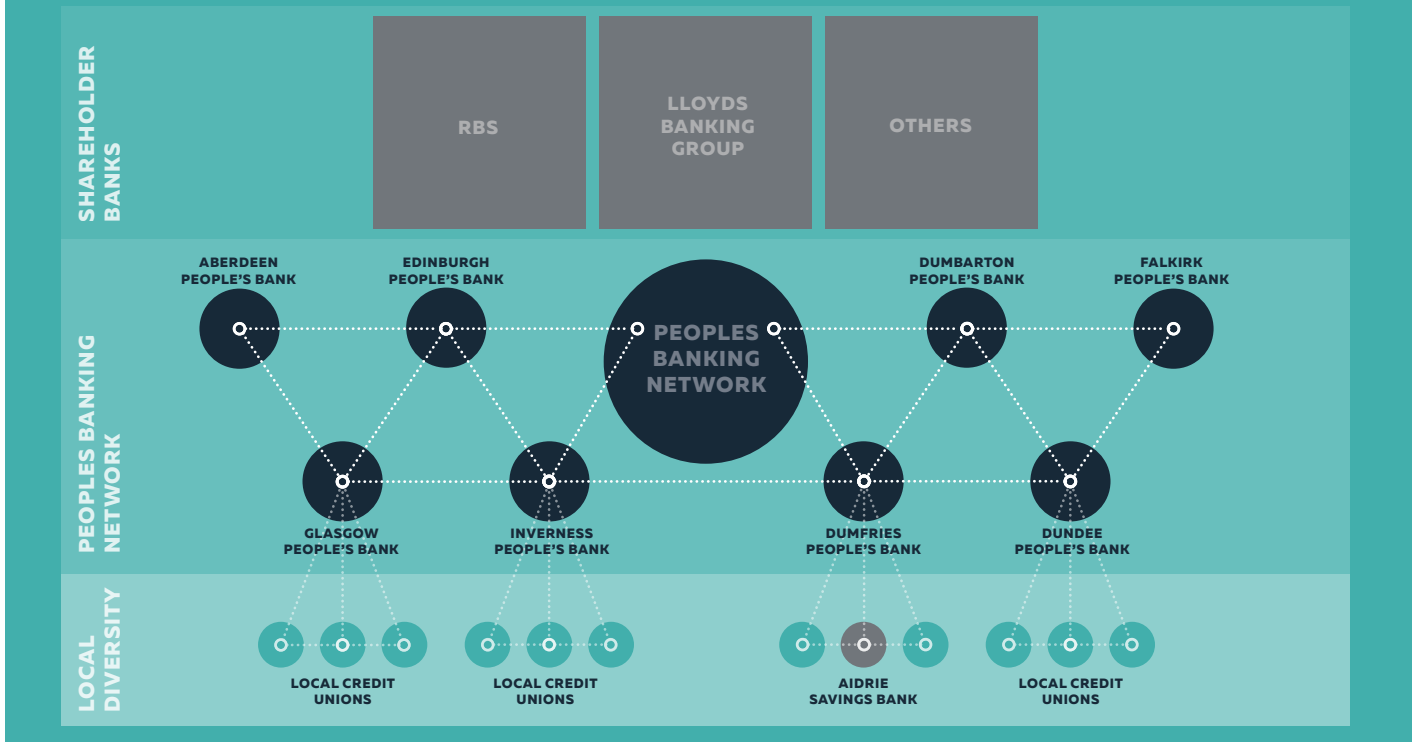 SHAREHOLDER
BANKS
RBS
LLOYDS
BANKING
GROUP
OTHERS
PEOPLES BANKING
NETWORK
ABERDEEN
PEOPLE'S BANK
EDINBURGH
PEOPLE'S BANK
PEOPLES
BANKING
NETWORK
DUMBARTON
PEOPLE'S BANK
FALKIRK
PEOPLE'S BANK
GLASGOW
PEOPLE'S BANK
INVERNESS
PEOPLE'S BANK
DUMFRIES
PEOPLE'S BANK
DUNDEE
PEOPLE'S BANK
LOCAL
DIVERSITY
LOCAL CREDIT
UNIONS
LOCAL CREDIT
UNIONS
AIDRIE
SAVINGS BANK
LOCAL CREDIT
UNIONS